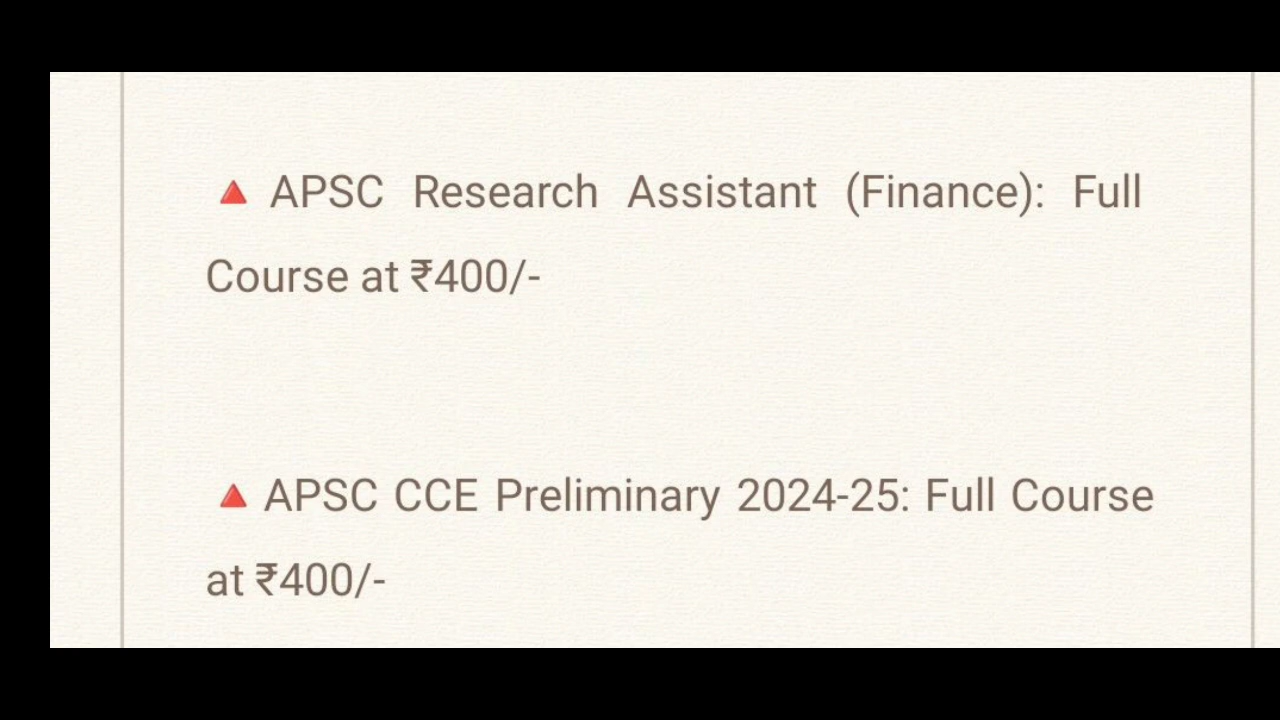 🔺 APSC Research Assistant (Finance): Full
Course at ₹400/-
🔺 APSC CCE Preliminary 2024-25: Full Course
at ₹400/-